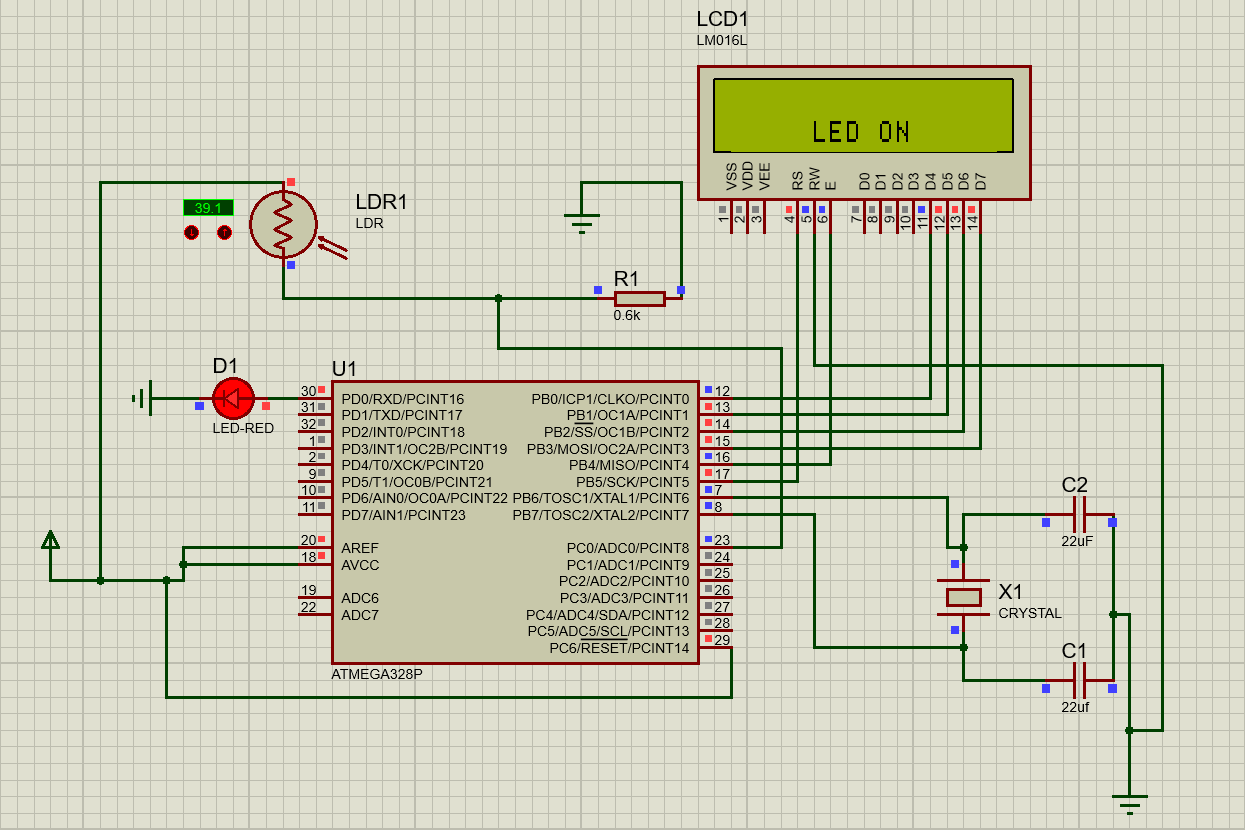 LCD1
LM016L
LED ON
VSS
VDD
VEE
RS
RW
E
D0
D1
D2
D3
D4
D5
D6
D7
1
2
3
4
5
6
7
8
9
10
11
12
13
14
39.1
LDR1
LDR
R1
0.6k
D1
LED-RED
U1
30 PD0/RXD/PCINT16 PB0/ICP1/CLKO/PCINT0 12
31 PD1/TXD/PCINT17 PB1/OC1A/PCINT1 13
32 PD2/INT0/PCINT18 PB2/SS/OC1B/PCINT2 14
1 PD3/INT1/OC2B/PCINT19 PB3/MOSI/OC2A/PCINT3 15
2 PD4/T0/XCK/PCINT20 PB4/MISO/PCINT4 16
9 PD5/T1/OC0B/PCINT21 PB5/SCK/PCINT5 17
10 PD6/AIN0/OC0A/PCINT22 PB6/TOSC1/XTAL1/PCINT6 7
11 PD7/AIN1/PCINT23 PB7/TOSC2/XTAL2/PCINT7 8
20 AREF PC0/ADC0/PCINT8 23
18 AVCC PC1/ADC1/PCINT9 24
PC2/ADC2/PCINT10 25
19 ADC6 PC3/ADC3/PCINT11 26
22 ADC7 PC4/ADC4/SDA/PCINT12 27
PC5/ADC5/SCL/PCINT13 28
PC6/RESET/PCINT14 29
ATMEGA328P
C2
22uF
X1
CRYSTAL
C1
22uf